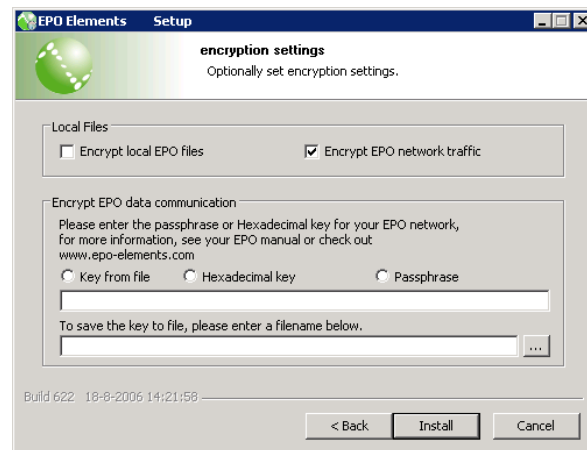 EPO Elements Setup
encryption settings
Optionally set encryption settings.
Local Files
Encrypt local EPO files Encrypt EPO network traffic
Encrypt EPO data communication
Please enter the passphrase or Hexadecimal key for your EPO network,
for more information, see your EPO manual or check out
www.epo-elements.com
Key from file Hexadecimal key Passphrase
To save the key to file, please enter a filename below.
...
Build 622 18-8-2006 14:21:58
< Back Install Cancel